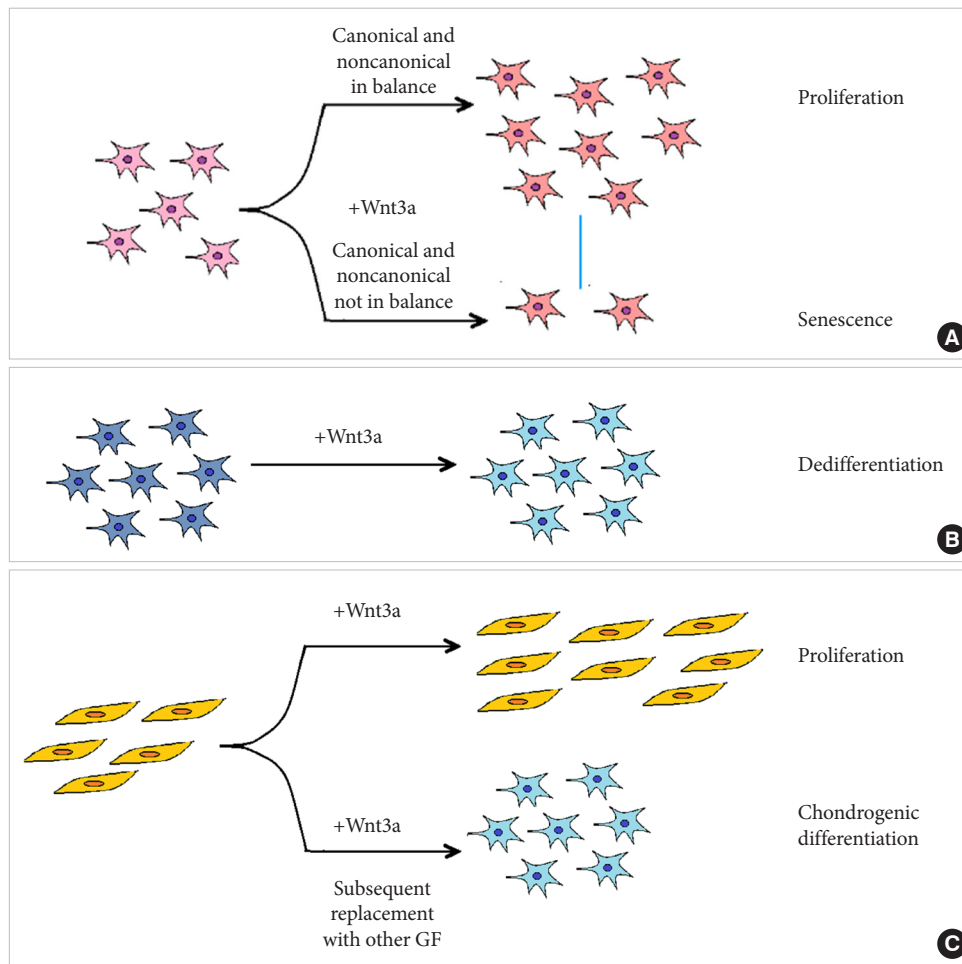 Canonical and
noncanonical
in balance
Proliferation
+Wnt3a
Canonical and
noncanonical
not in balance
Senescence
A
+Wnt3a
Dedifferentiation
B
+Wnt3a
Proliferation
+Wnt3a
Chondrogenic
differentiation
Subsequent
replacement
with other GF
C